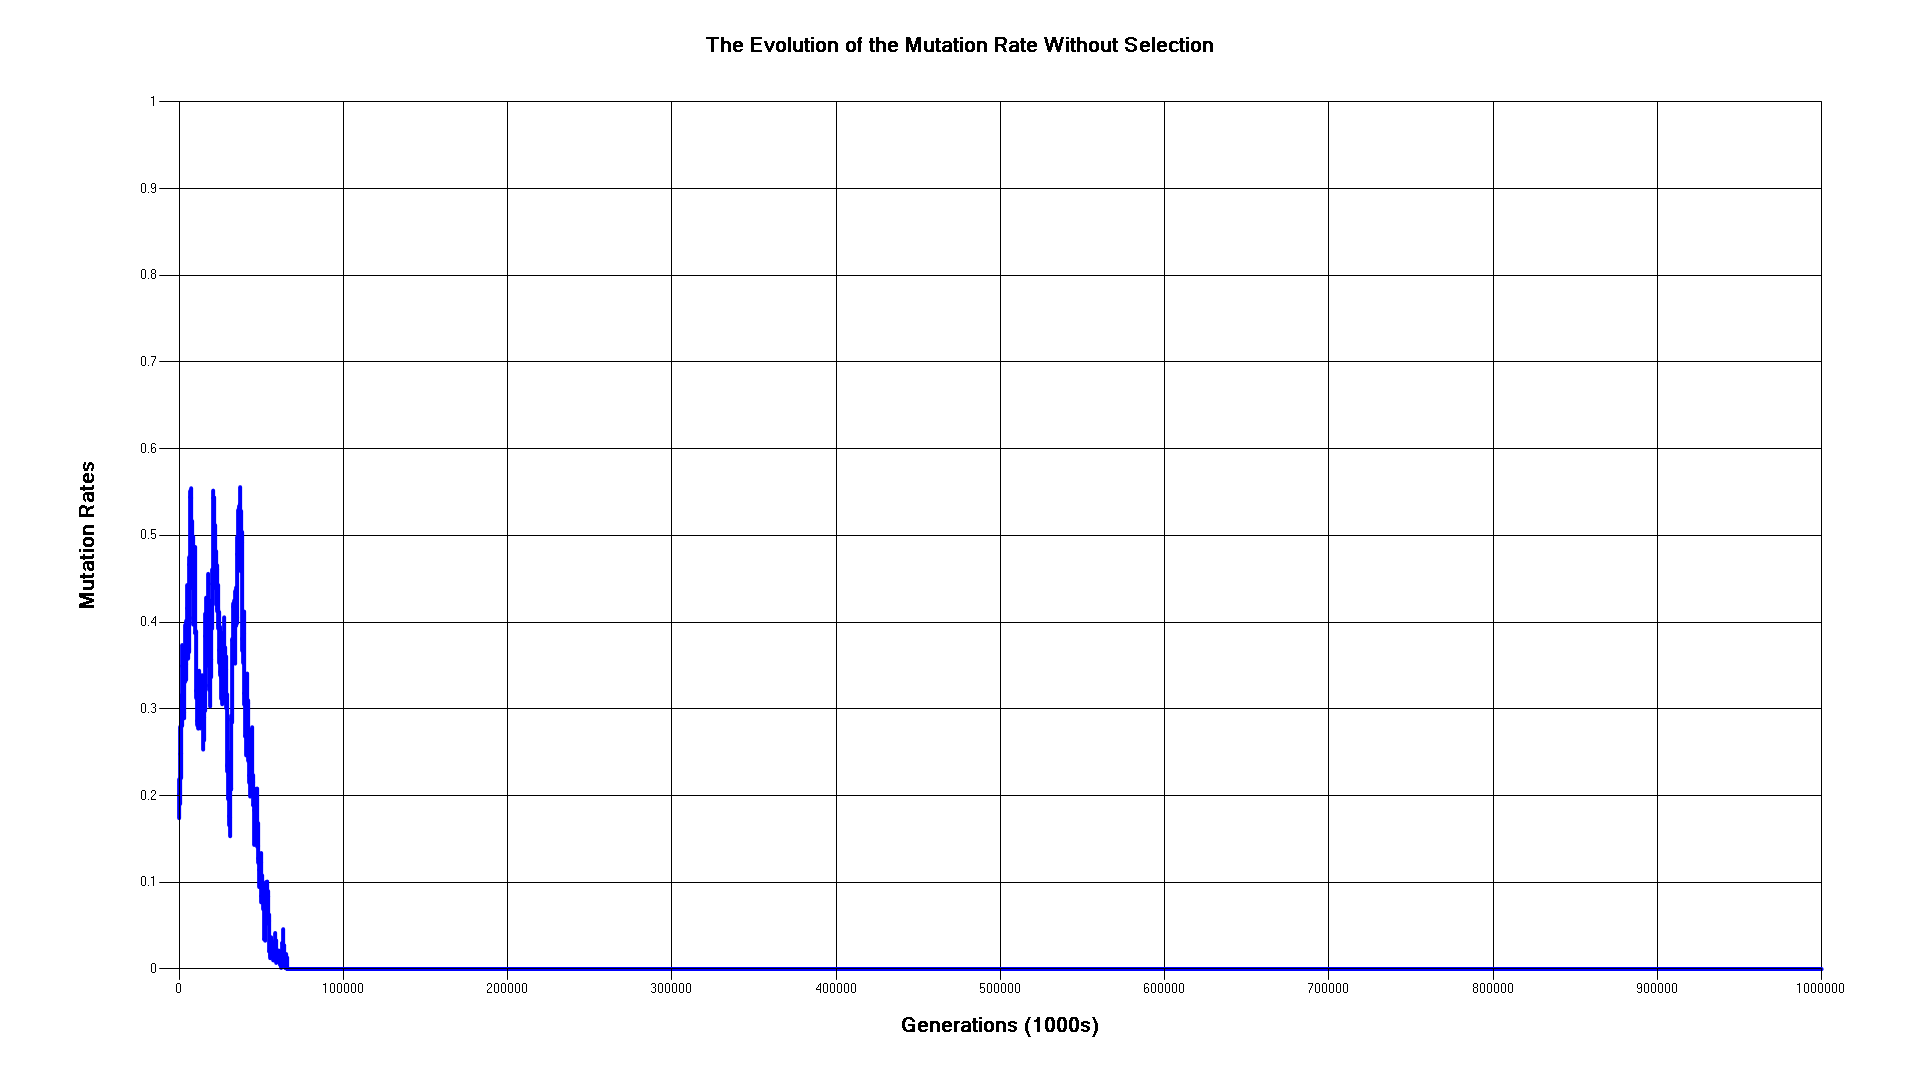 The Evolution of the Mutation Rate Without Selection
1
0.9
0.8
0.7
0.6
0.5
0.4
0.3
0.2
0.1
0
Mutation Rates
0 100000 200000 300000 400000 500000 600000 700000 800000 900000 1000000
Generations (1000s)